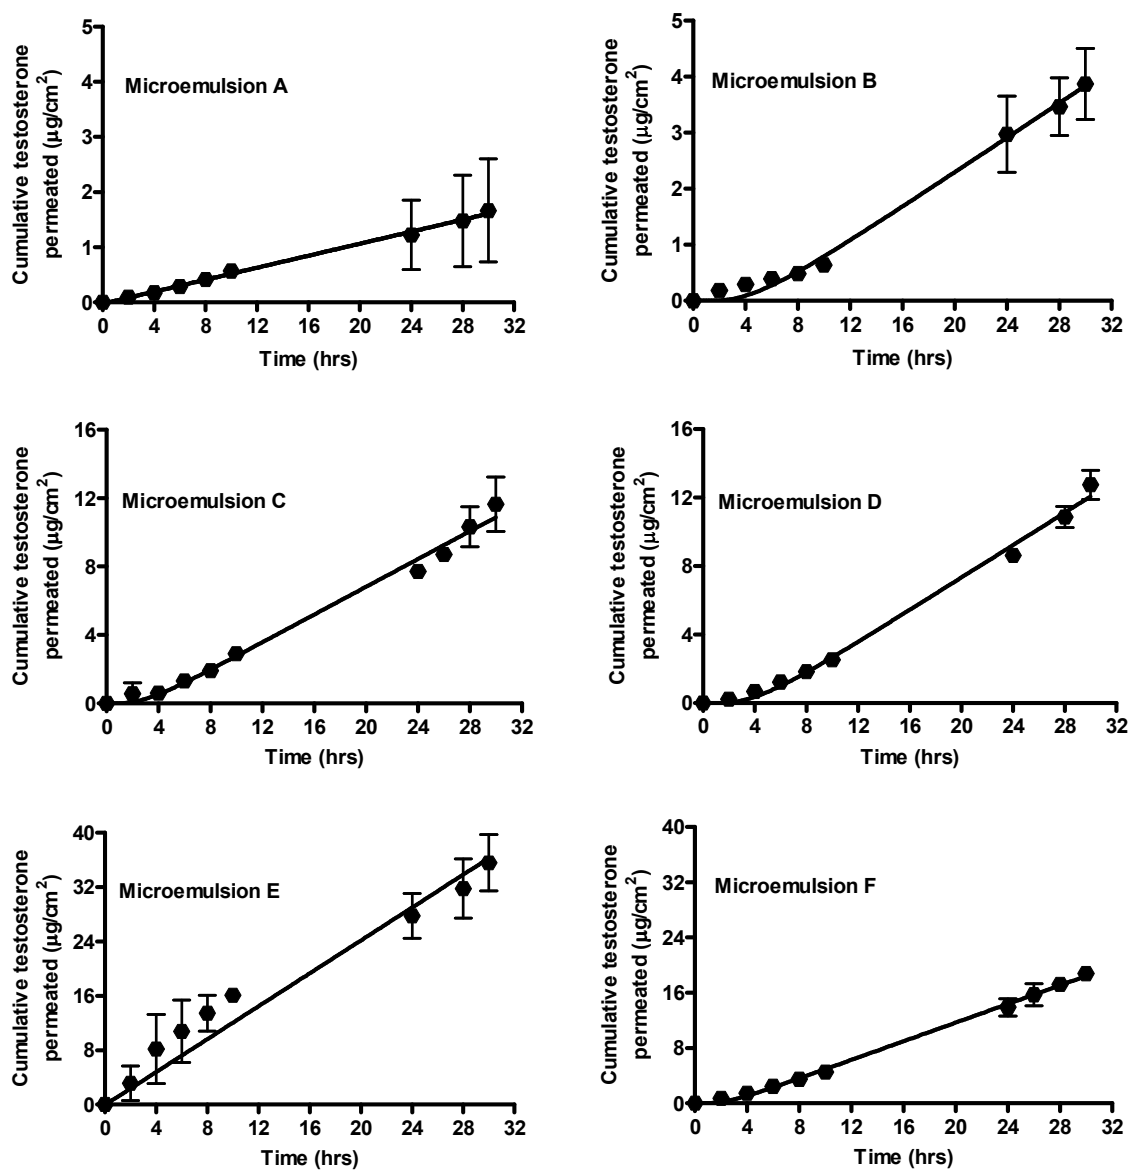 Cumulative testosterone
permeated (μg/cm²)
5
4
3
2
1
0
Microemulsion A
0 4 8 12 16 20 24 28 32
Time (hrs)
Cumulative testosterone
permeated (μg/cm²)
5
4
3
2
1
0
Microemulsion B
0 4 8 12 16 20 24 28 32
Time (hrs)
Cumulative testosterone
permeated (μg/cm²)
16
12
8
4
0
Microemulsion C
0 4 8 12 16 20 24 28 32
Time (hrs)
Cumulative testosterone
permeated (μg/cm²)
16
12
8
4
0
Microemulsion D
0 4 8 12 16 20 24 28 32
Time (hrs)
Cumulative testosterone
permeated (μg/cm²)
40
32
24
16
8
0
Microemulsion E
0 4 8 12 16 20 24 28 32
Time (hrs)
Cumulative testosterone
permeated (μg/cm²)
40
32
24
16
8
0
Microemulsion F
0 4 8 12 16 20 24 28 32
Time (hrs)